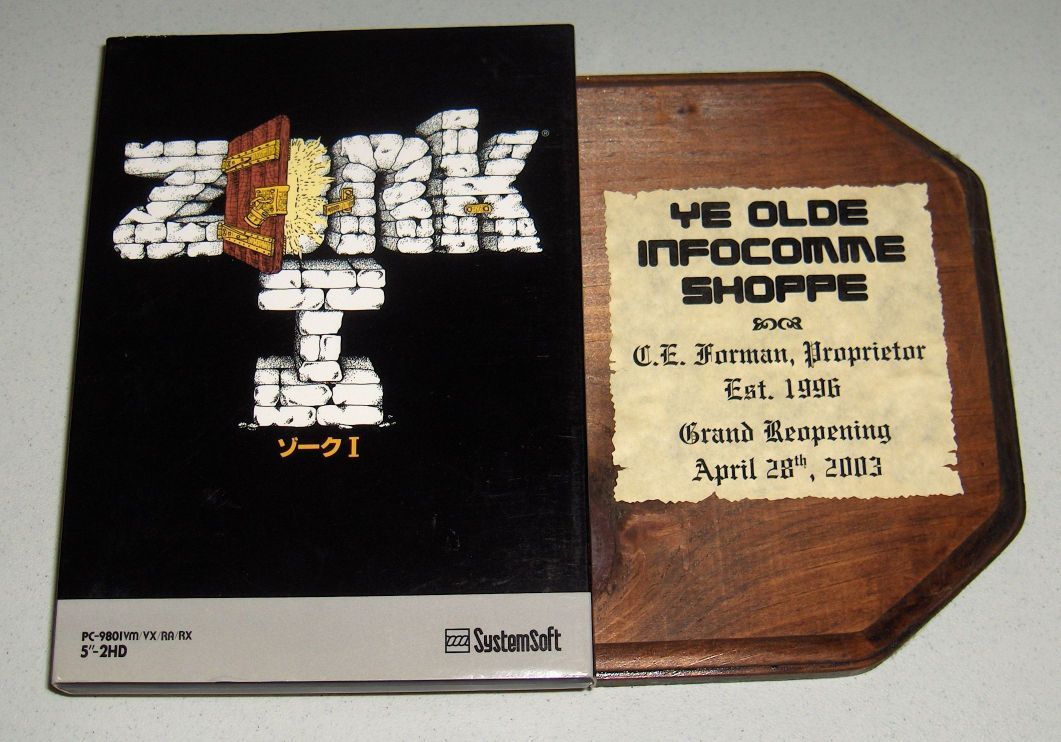 ZORK®
I
ゾーク I
PC-9801VM/VX/RA/RX
5"-2HD
SystemSoft
YE OLDE
INFOCOMME
SHOPPE
C.E. Forman, Proprietor
Est. 1996
Grand Reopening
April 28th, 2003